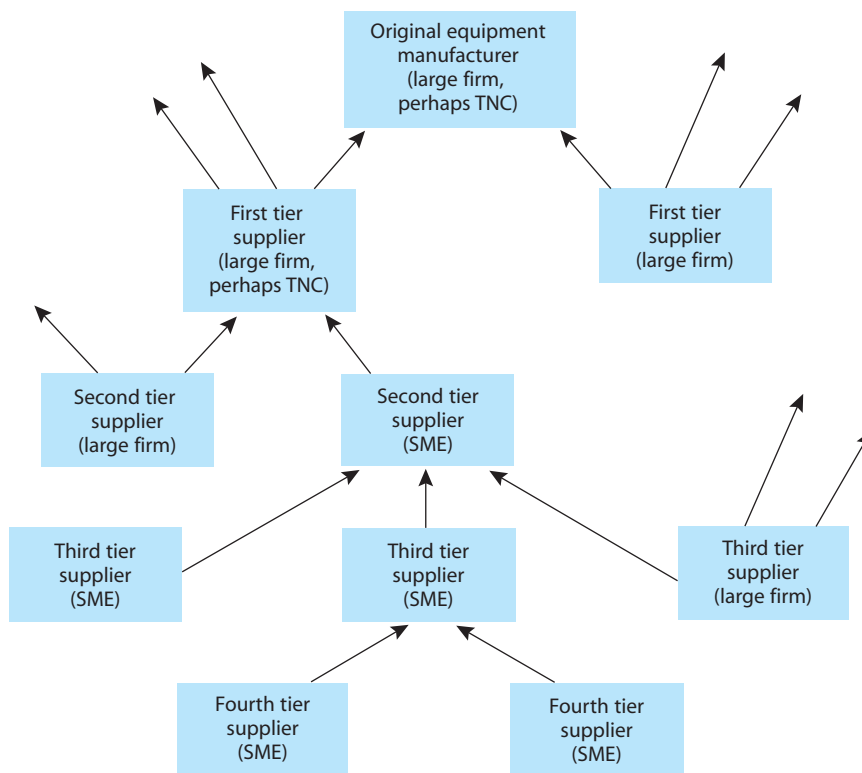 Original equipment
manufacturer
(large firm,
perhaps TNC)
First tier
supplier
(large firm,
perhaps TNC)
First tier
supplier
(large firm)
Second tier
supplier
(large firm)
Second tier
supplier
(SME)
Third tier
supplier
(SME)
Third tier
supplier
(SME)
Third tier
supplier
(large firm)
Fourth tier
supplier
(SME)
Fourth tier
supplier
(SME)